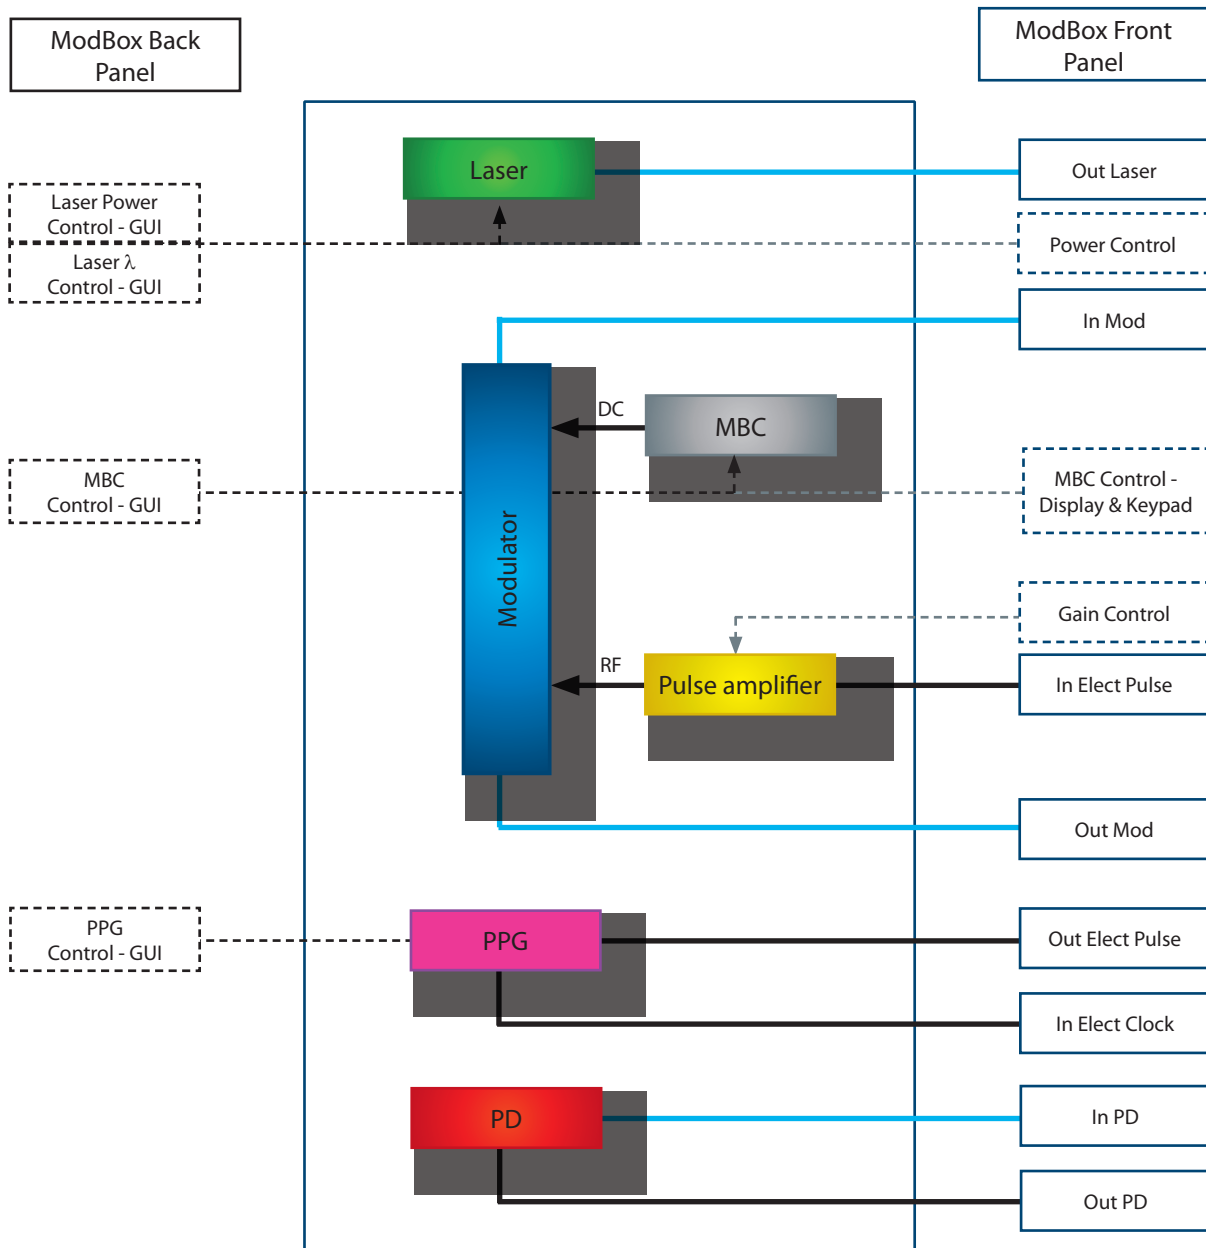 ModBox Back
Panel
ModBox Front
Panel
Laser
Out Laser
Laser Power
Control - GUI
Laser λ
Control - GUI
Power Control
In Mod
DC
MBC
MBC
Control - GUI
MBC Control -
Display & Keypad
Modulator
Gain Control
RF
Pulse amplifier
In Elect Pulse
Out Mod
PPG
Control - GUI
PPG
Out Elect Pulse
In Elect Clock
PD
In PD
Out PD